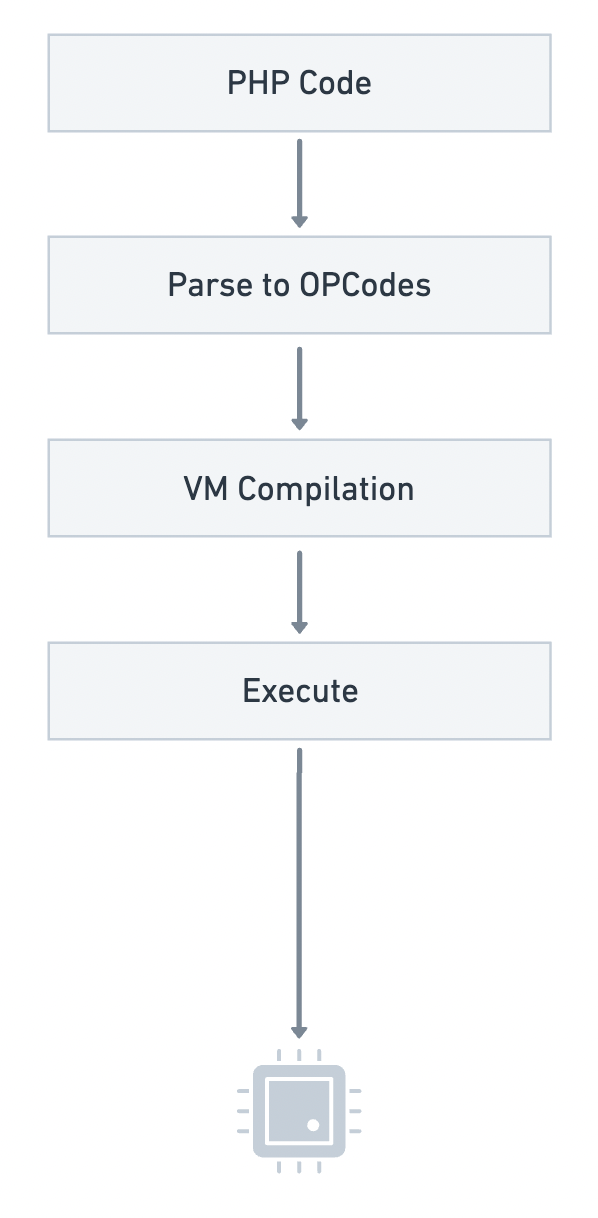 PHP Code
Parse to OPCodes
VM Compilation
Execute